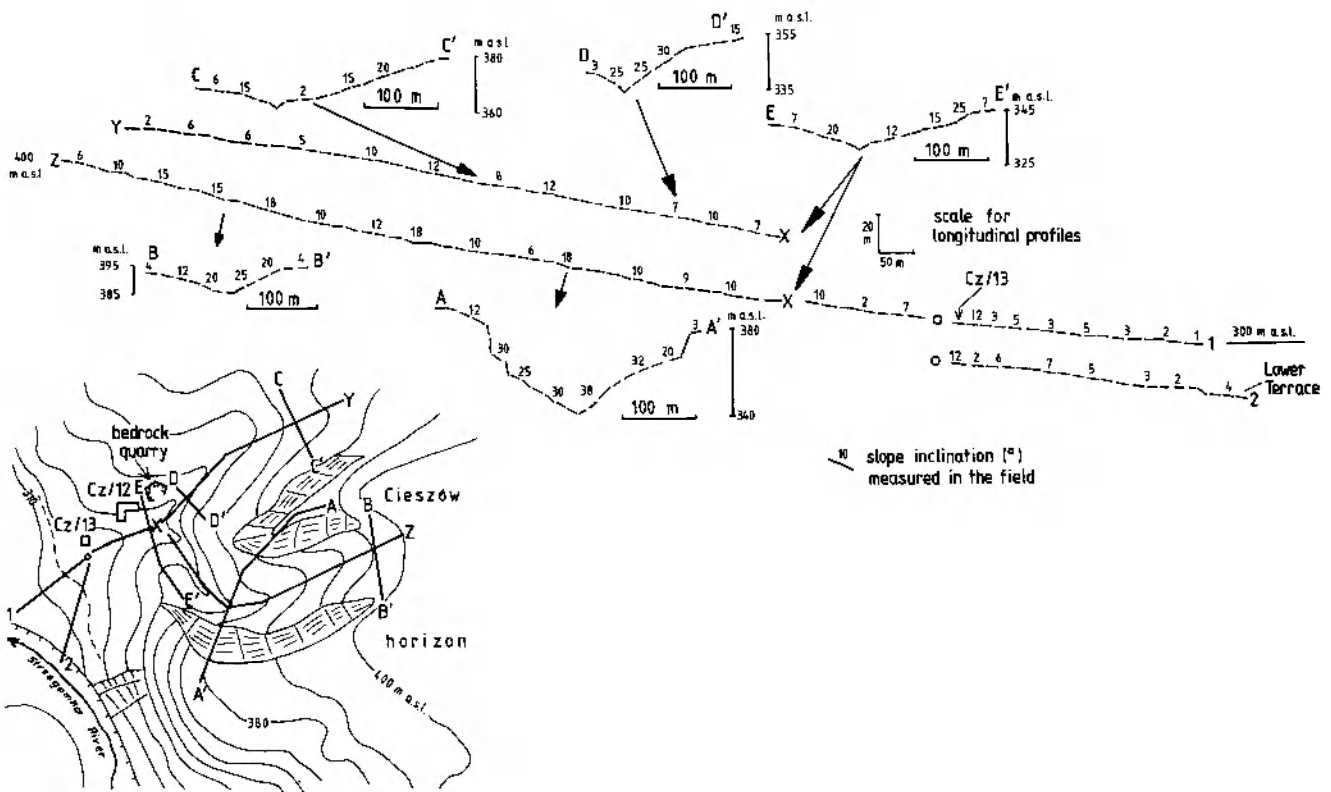 C 6 15 2 15 20 C'
m a.s.l.
380
360
100 m
D 3 25 25 30 D' 15
m a.s.l.
355
335
100 m
E 7 20 12 15 25 7 E'
m a.s.l.
345
325
100 m
Y 2 6 6 5 10 12 8 12 10 7 10 7 X
400
m a.s.l.
Z 6 10 15 15 18 10 12 18 10 6 18 10 9 10 X 10 2 7
20
m
50 m
scale for
longitudinal profiles
Cz/13
12 3 5 3 5 3 2 1 1
300 m a.s.l.
12 2 6 7 5 3 2 4 2
Lower
Terrace
m a.s.l.
395
385
B 4 12 20 25 20 4 B'
100 m
A 12 30 25 30 38 32 20 3 A'
m a.s.l.
380
340
100 m
10 slope inclination (°)
measured in the field
C
Y
bedrock
quarry
E
D
Cz/12
C'
A
B
Cieszów
Cz/13
X
D'
Z
310
1
E'
B'
horizon
2
A'
400 m a.s.l.
380
Strzegomka
River